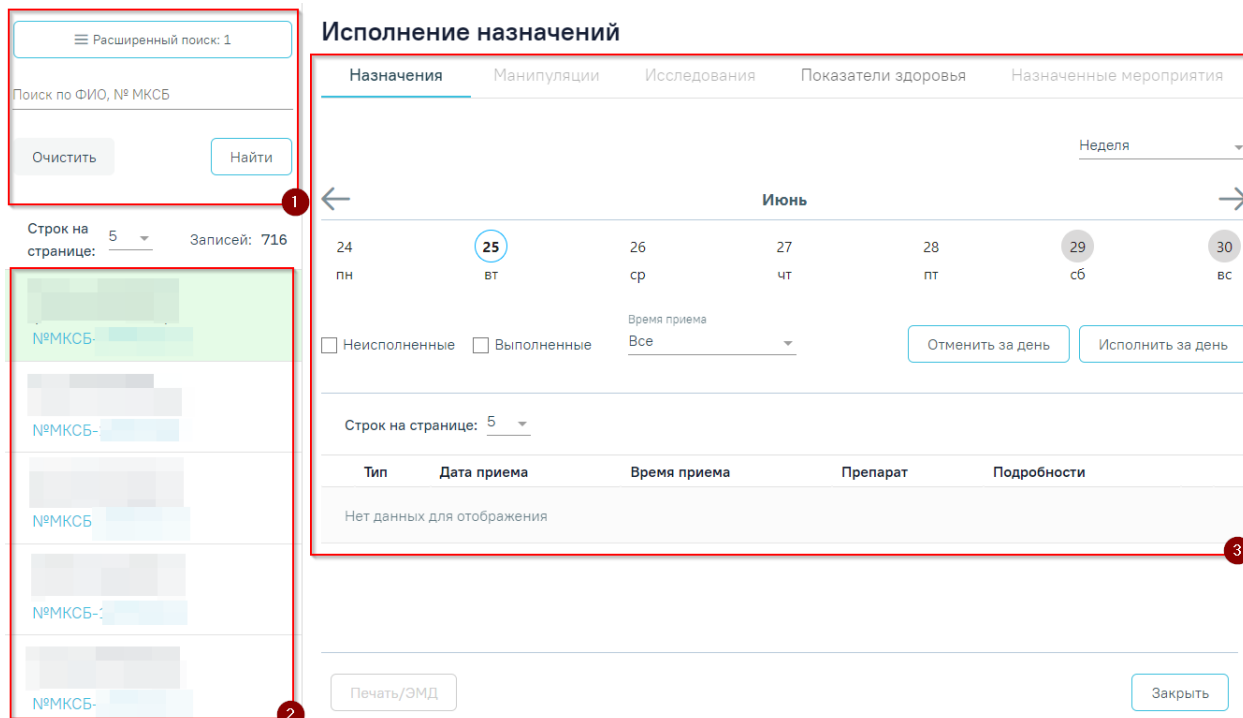 Расширенный поиск: 1
Поиск по ФИО, № МКСБ
Очистить Найти
1
Строк на странице: 5 Записей: 716
№МКСБ-
№МКСБ-
№МКСБ
№МКСБ-
№МКСБ-
2
Исполнение назначений
Назначения Манипуляции Исследования Показатели здоровья Назначенные мероприятия
Неделя
Июнь
24 25 26 27 28 29 30
пн вт ср чт пт сб вс
Время приема
Неисполненные Выполненные Все Отменить за день Исполнить за день
Строк на странице: 5
Тип Дата приема Время приема Препарат Подробности
Нет данных для отображения
3
Печать/ЭМД Закрыть